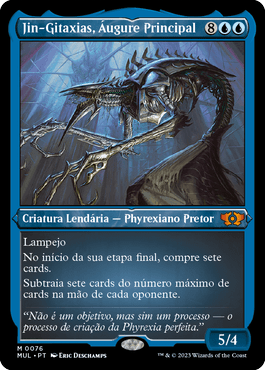 Jin-Gitaxias, Áugure Principal 8
Criatura Lendária — Phyrexiano Pretor
Lampejo
No início da sua etapa final, compre sete
cards.
Subtraia sete cards do número máximo de
cards na mão de cada oponente.
“Não é um objetivo, mas sim um processo — o
processo de criação da Phyrexia perfeita.”
5/4
M 0076
MUL • PT ERIC DESCHAMPS
™ & © 2023 Wizards of the Coast